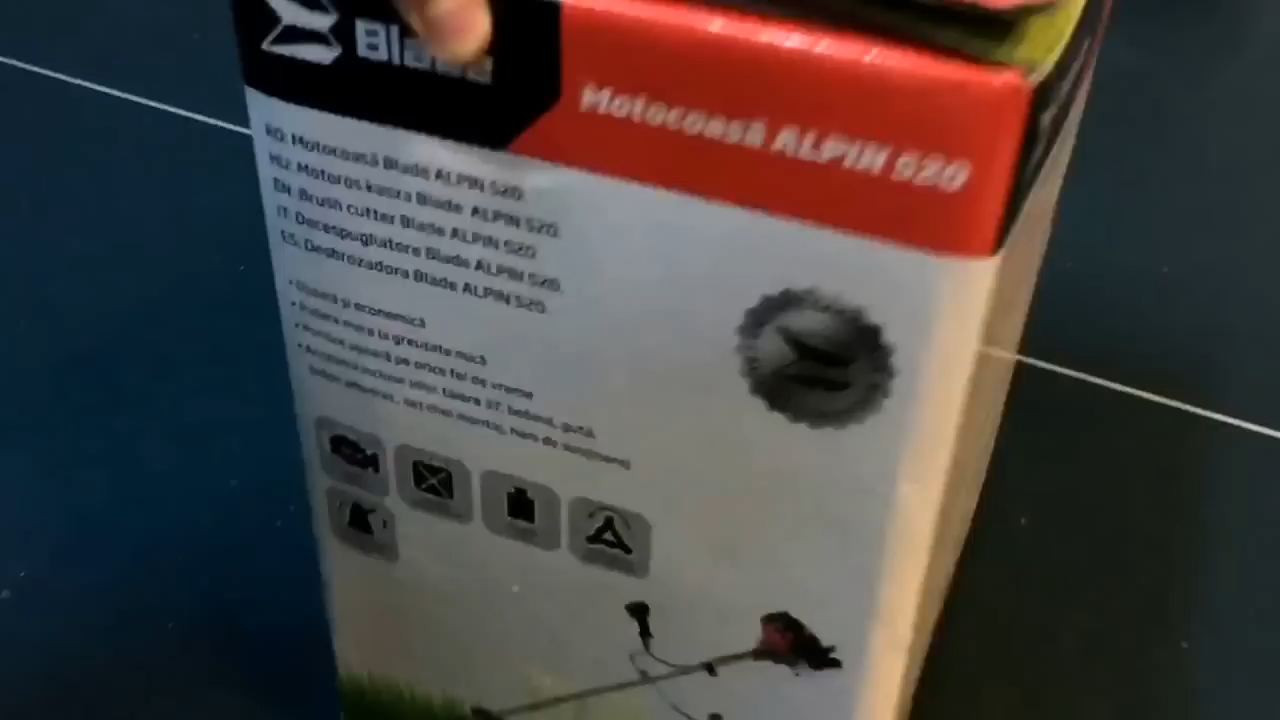 Blade
Motocoasă ALPIN 520
RO: Motocoasă Blade ALPIN 520
HU: Motoros kasza Blade ALPIN 520
EN: Brush cutter Blade ALPIN 520
IT: Decespugliatore Blade ALPIN 520
ES: Desbrozadora Blade ALPIN 520
• Ușoară și economică
• Putere mare la greutate mică
• Pornire ușoară pe orice fel de vreme